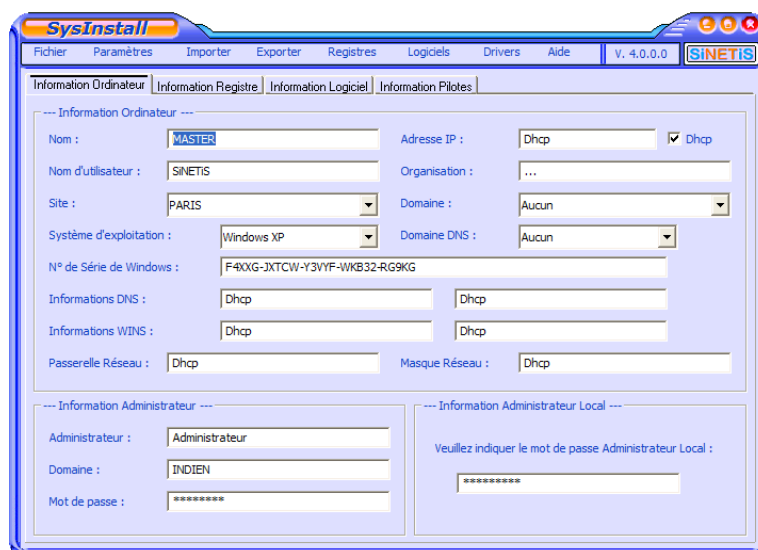 SysInstall
Fichier Paramètres Importer Exporter Registres Logiciels Drivers Aide V. 4.0.0.0 SiNETiS
Information Ordinateur Information Registre Information Logiciel Information Pilotes
--- Information Ordinateur ---
Nom : MASTER Adresse IP : Dhcp Dhcp
Nom d'utilisateur : SiNETiS Organisation : ...
Site : PARIS Domaine : Aucun
Système d'exploitation : Windows XP Domaine DNS : Aucun
N° de Série de Windows : F4XXG-JXTCW-Y3VYF-WKB32-RG9KG
Informations DNS : Dhcp Dhcp
Informations WINS : Dhcp Dhcp
Passerelle Réseau : Dhcp Masque Réseau : Dhcp
--- Information Administrateur --- --- Information Administrateur Local ---
Administrateur : Administrateur
Veuillez indiquer le mot de passe Administrateur Local :
Domaine : INDIEN
*********
Mot de passe : ********